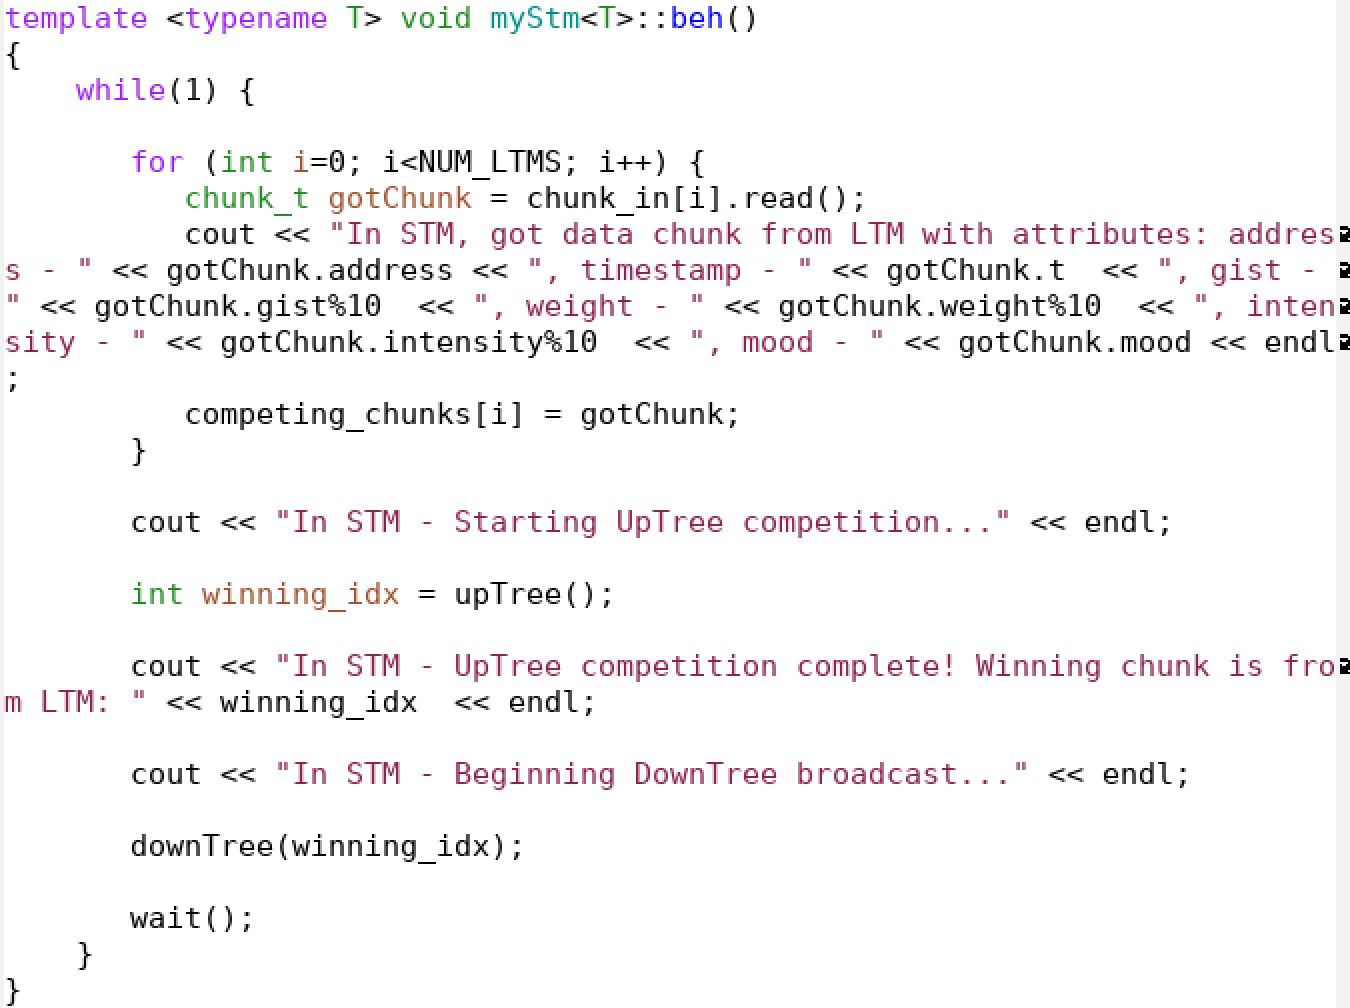 template <typename T> void myStm<T>::beh()
{
    while(1) {

       for (int i=0; i<NUM_LTMS; i++) {
          chunk_t gotChunk = chunk_in[i].read();
          cout << "In STM, got data chunk from LTM with attributes: addres
s - " << gotChunk.address << ", timestamp - " << gotChunk.t  << ", gist - 
" << gotChunk.gist%10  << ", weight - " << gotChunk.weight%10  << ", inten
sity - " << gotChunk.intensity%10  << ", mood - " << gotChunk.mood << endl
;
          competing_chunks[i] = gotChunk;
       }

       cout << "In STM - Starting UpTree competition..." << endl;

       int winning_idx = upTree();

       cout << "In STM - UpTree competition complete! Winning chunk is fro
m LTM: " << winning_idx  << endl;

       cout << "In STM - Beginning DownTree broadcast..." << endl;

       downTree(winning_idx);

       wait();
    }
}